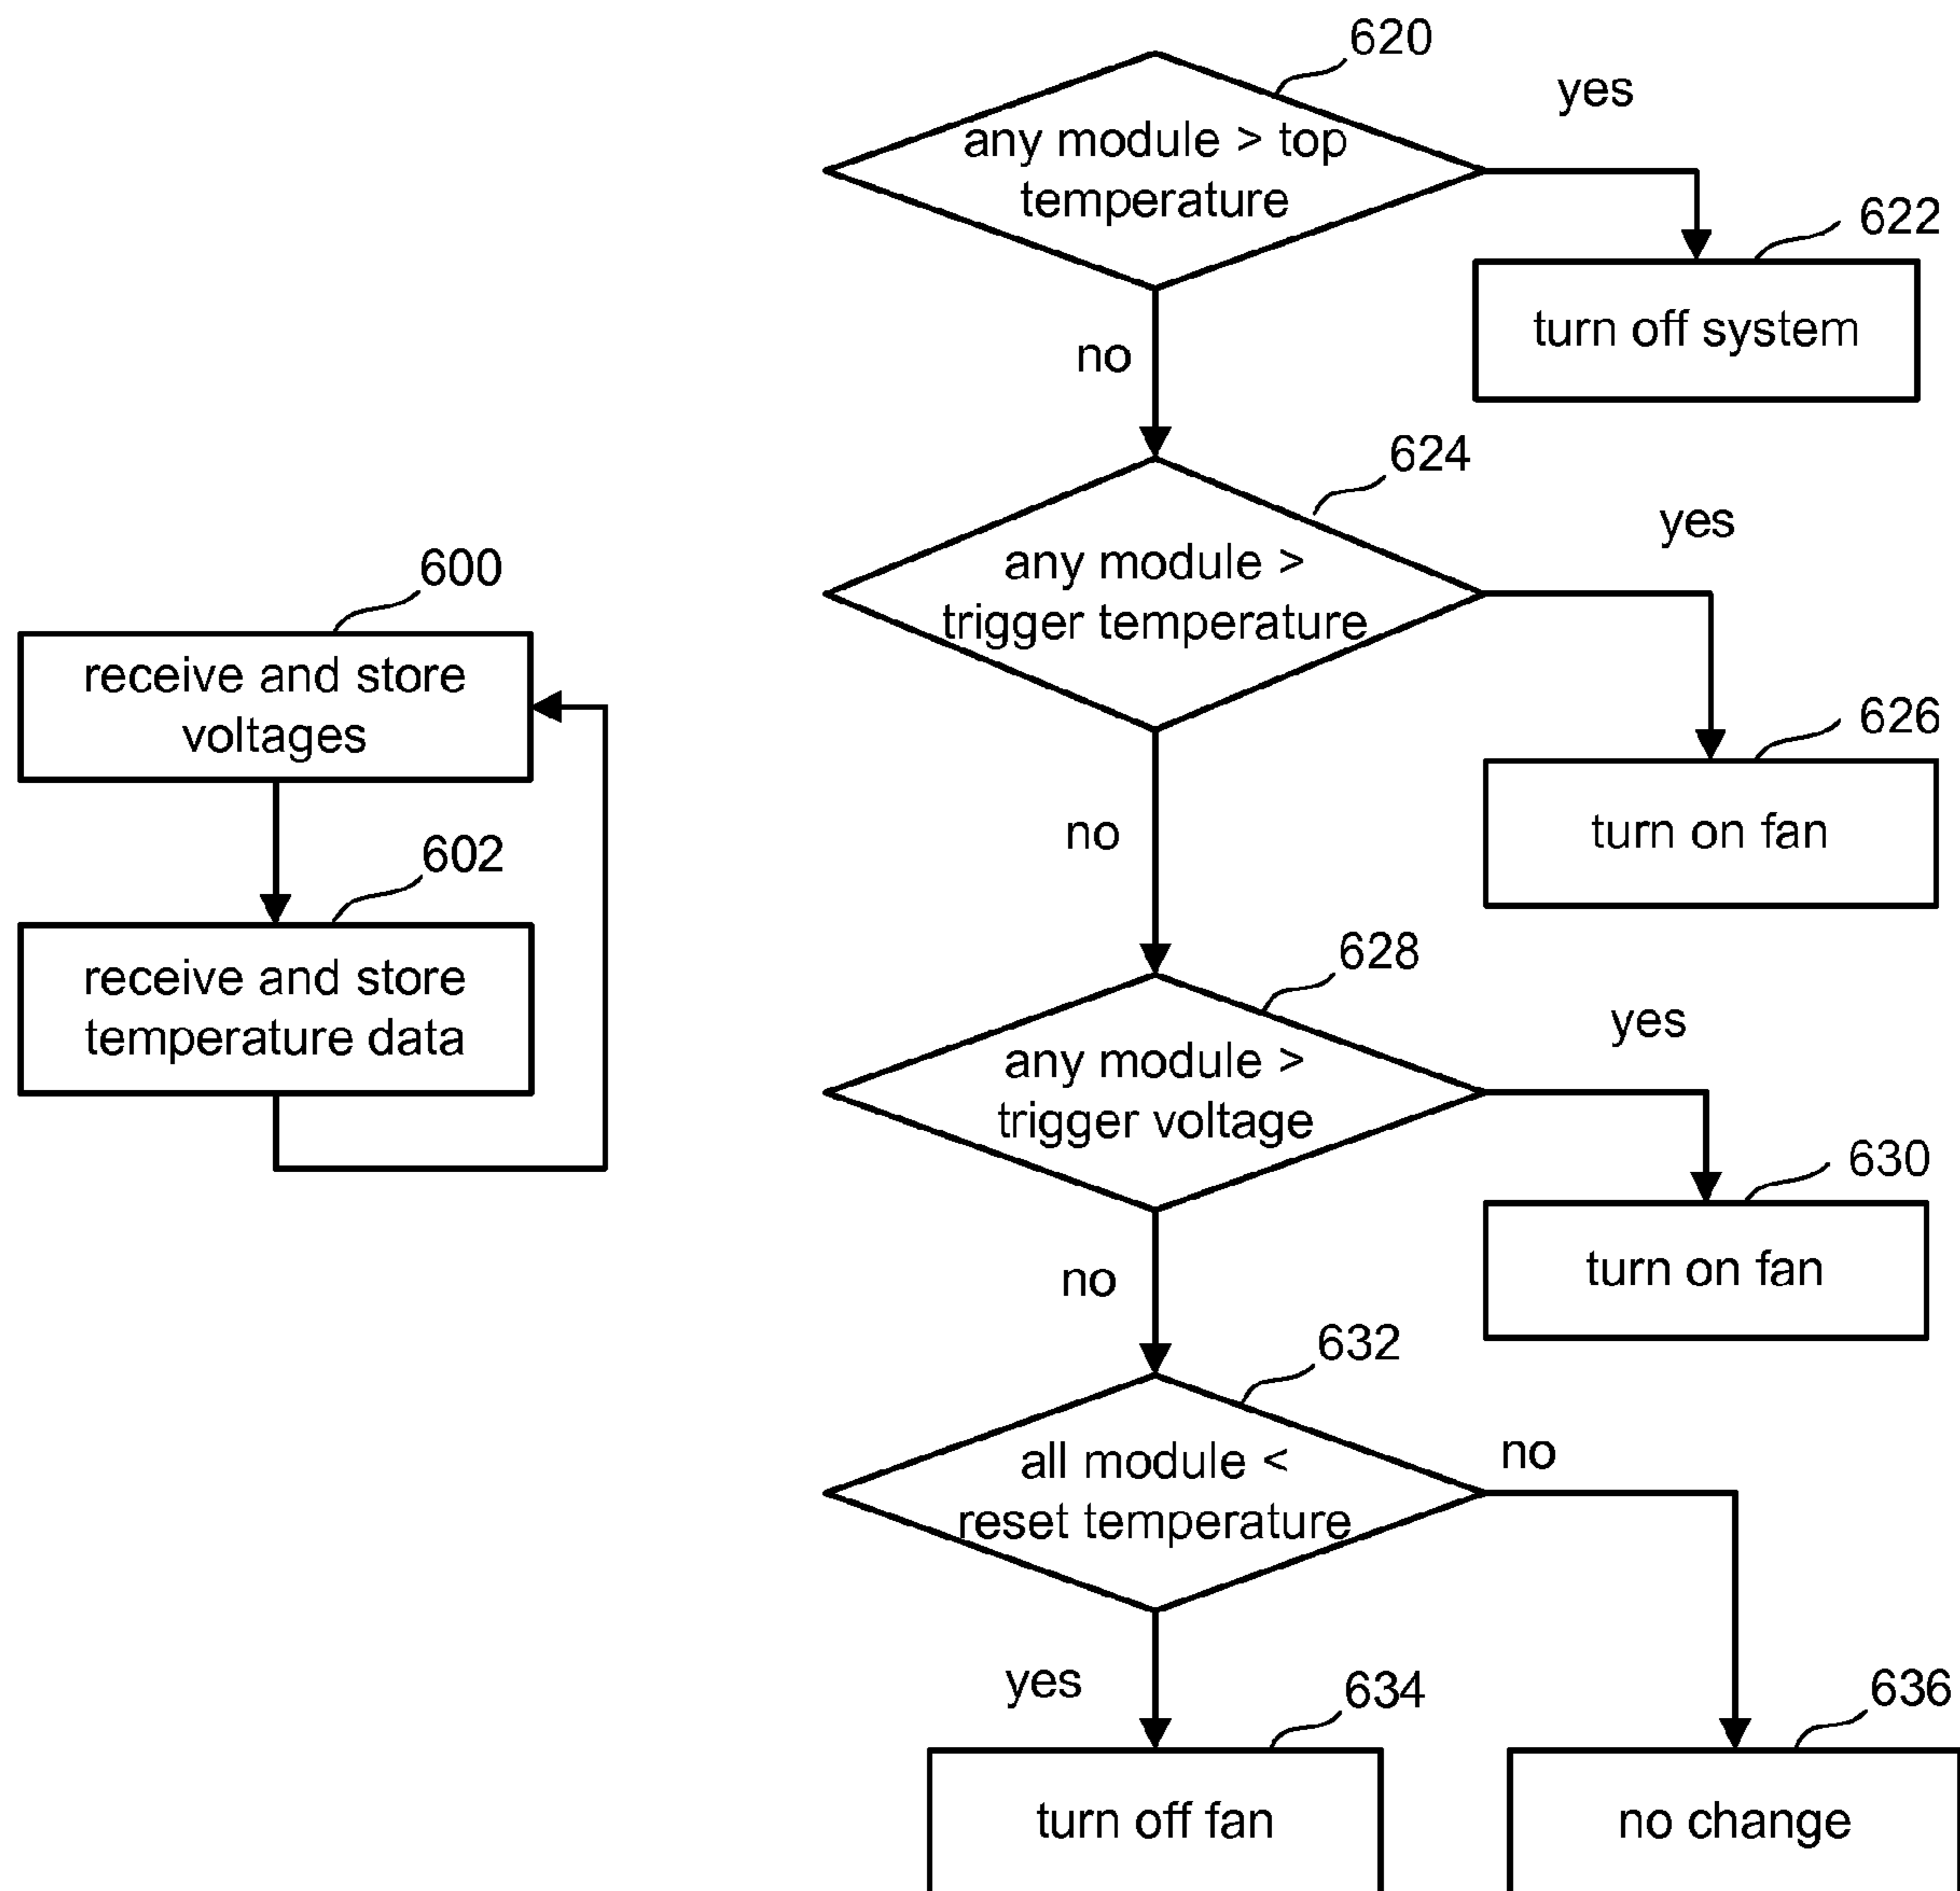 600
receive and store
voltages
602
receive and store
temperature data
620
any module > top
temperature
yes
622
turn off system
no
624
any module >
trigger temperature
yes
626
turn on fan
no
628
any module >
trigger voltage
yes
630
turn on fan
no
632
all module <
reset temperature
no
yes
634
turn off fan
636
no change